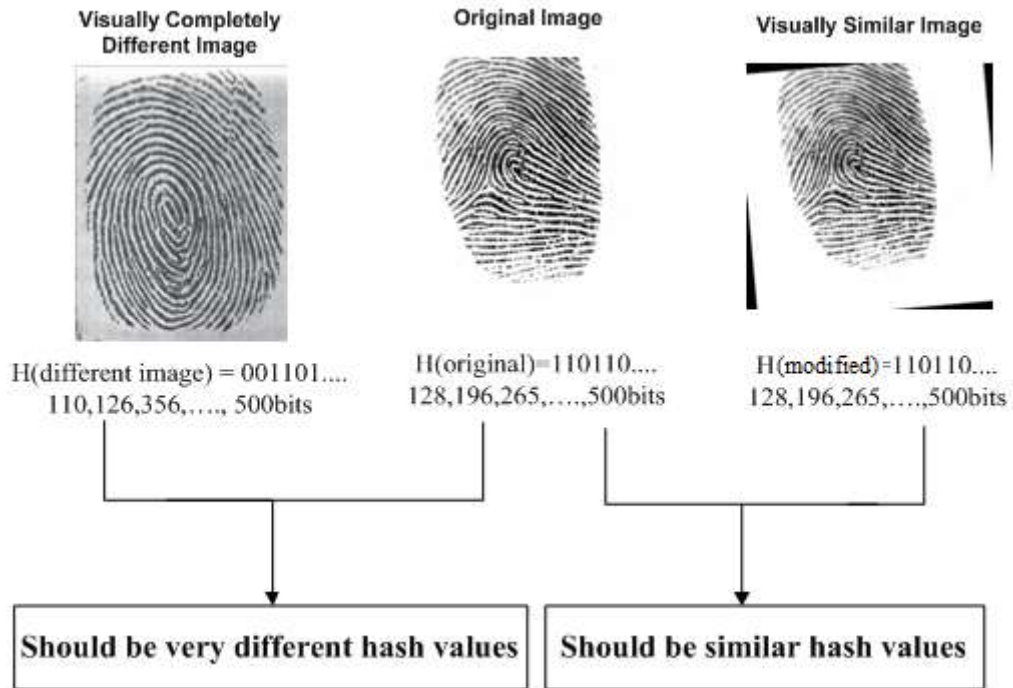 Visually Completely
Different Image
Original Image
Visually Similar Image
H(different image) = 001101....
110,126,356,...., 500bits
H(original)=110110....
128,196,265,....,500bits
H(modified)=110110....
128,196,265,....,500bits
Should be very different hash values
Should be similar hash values